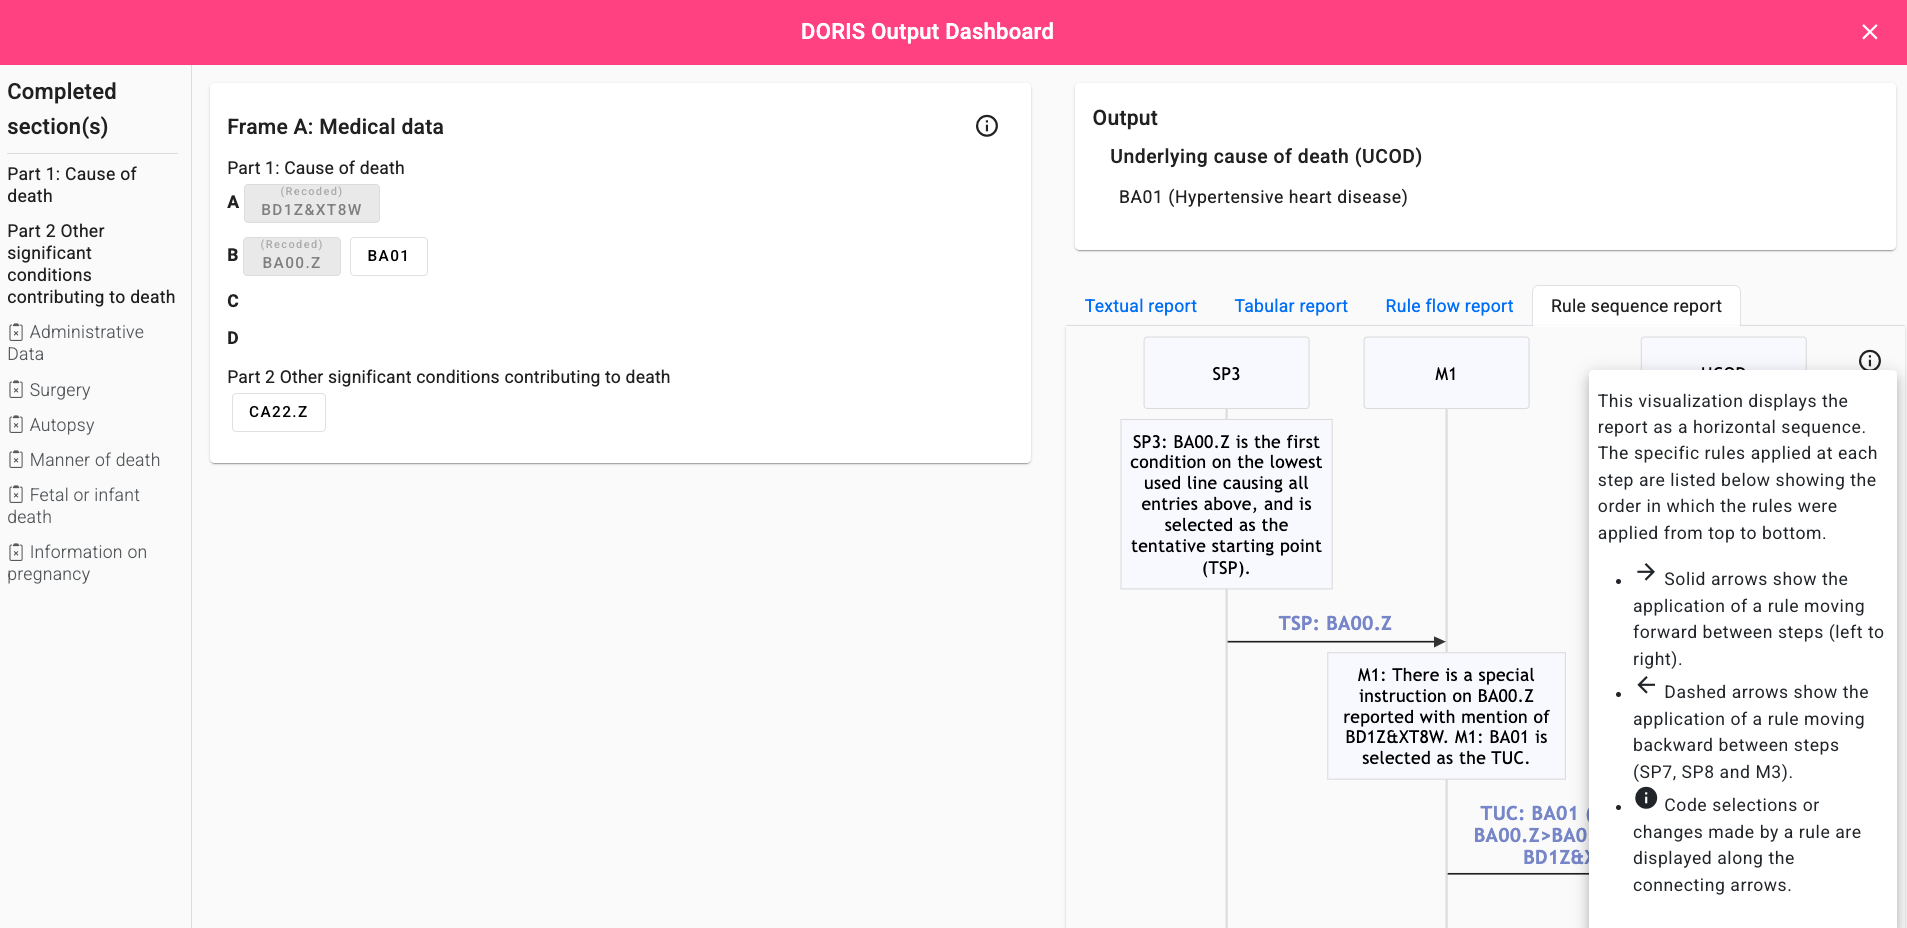 DORIS Output Dashboard
Completed
section(s)
Part 1: Cause of
death
Part 2 Other
significant
conditions
contributing to death
Administrative
Data
Surgery
Autopsy
Manner of death
Fetal or infant
death
Information on
pregnancy
Frame A: Medical data
Part 1: Cause of death
A
(Recoded)
BD1Z&XT8W
B
(Recoded)
BA00.Z
BA01
C
D
Part 2 Other significant conditions contributing to death
CA22.Z
Output
Underlying cause of death (UCOD)
BA01 (Hypertensive heart disease)
Textual report
Tabular report
Rule flow report
Rule sequence report
SP3
M1
UCOD
SP3: BA00.Z is the first
condition on the lowest
used line causing all
entries above, and is
selected as the
tentative starting point
(TSP).
TSP: BA00.Z
M1: There is a special
instruction on BA00.Z
reported with mention of
BD1Z&XT8W. M1: BA01 is
selected as the TUC.
TUC: BA01 (
BA00.Z>BA0
BD1Z&X
This visualization displays the
report as a horizontal sequence.
The specific rules applied at each
step are listed below showing the
order in which the rules were
applied from top to bottom.
• → Solid arrows show the
application of a rule moving
forward between steps (left to
right).
• ← Dashed arrows show the
application of a rule moving
backward between steps
(SP7, SP8 and M3).
• Code selections or
changes made by a rule are
displayed along the
connecting arrows.